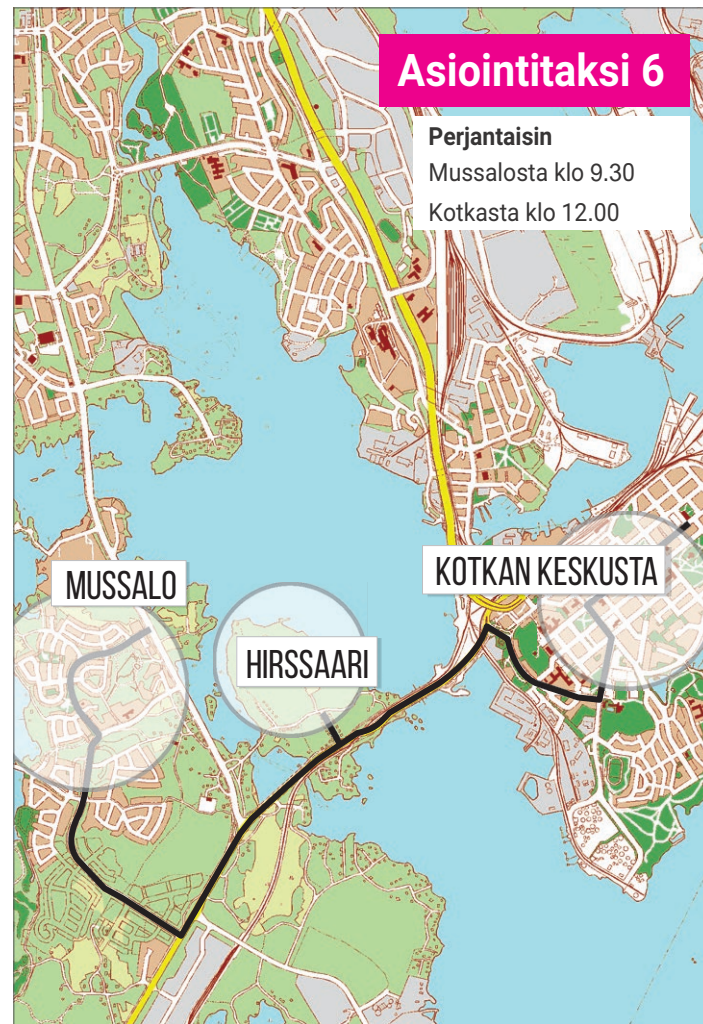 Asiointitaksi 6
Perjantaisin
Mussalosta klo 9.30
Kotkasta klo 12.00
MUSSALO
HIRSSAARI
KOTKAN KESKUSTA